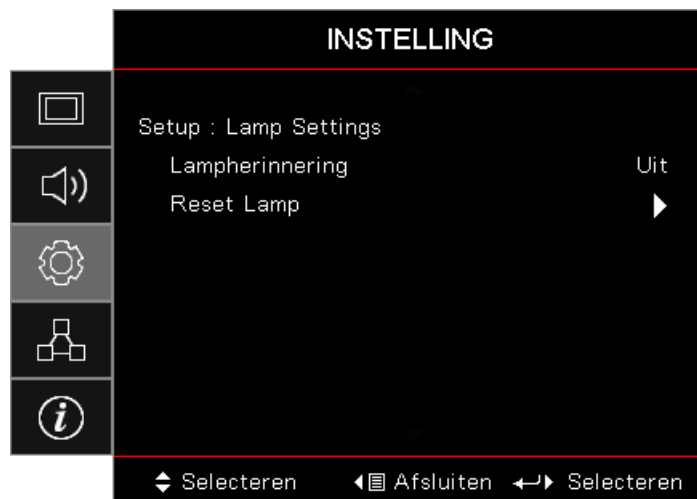 INSTELLING
Setup : Lamp Settings
Lampherinnering Uit
Reset Lamp
Selecteren Afsluiten Selecteren